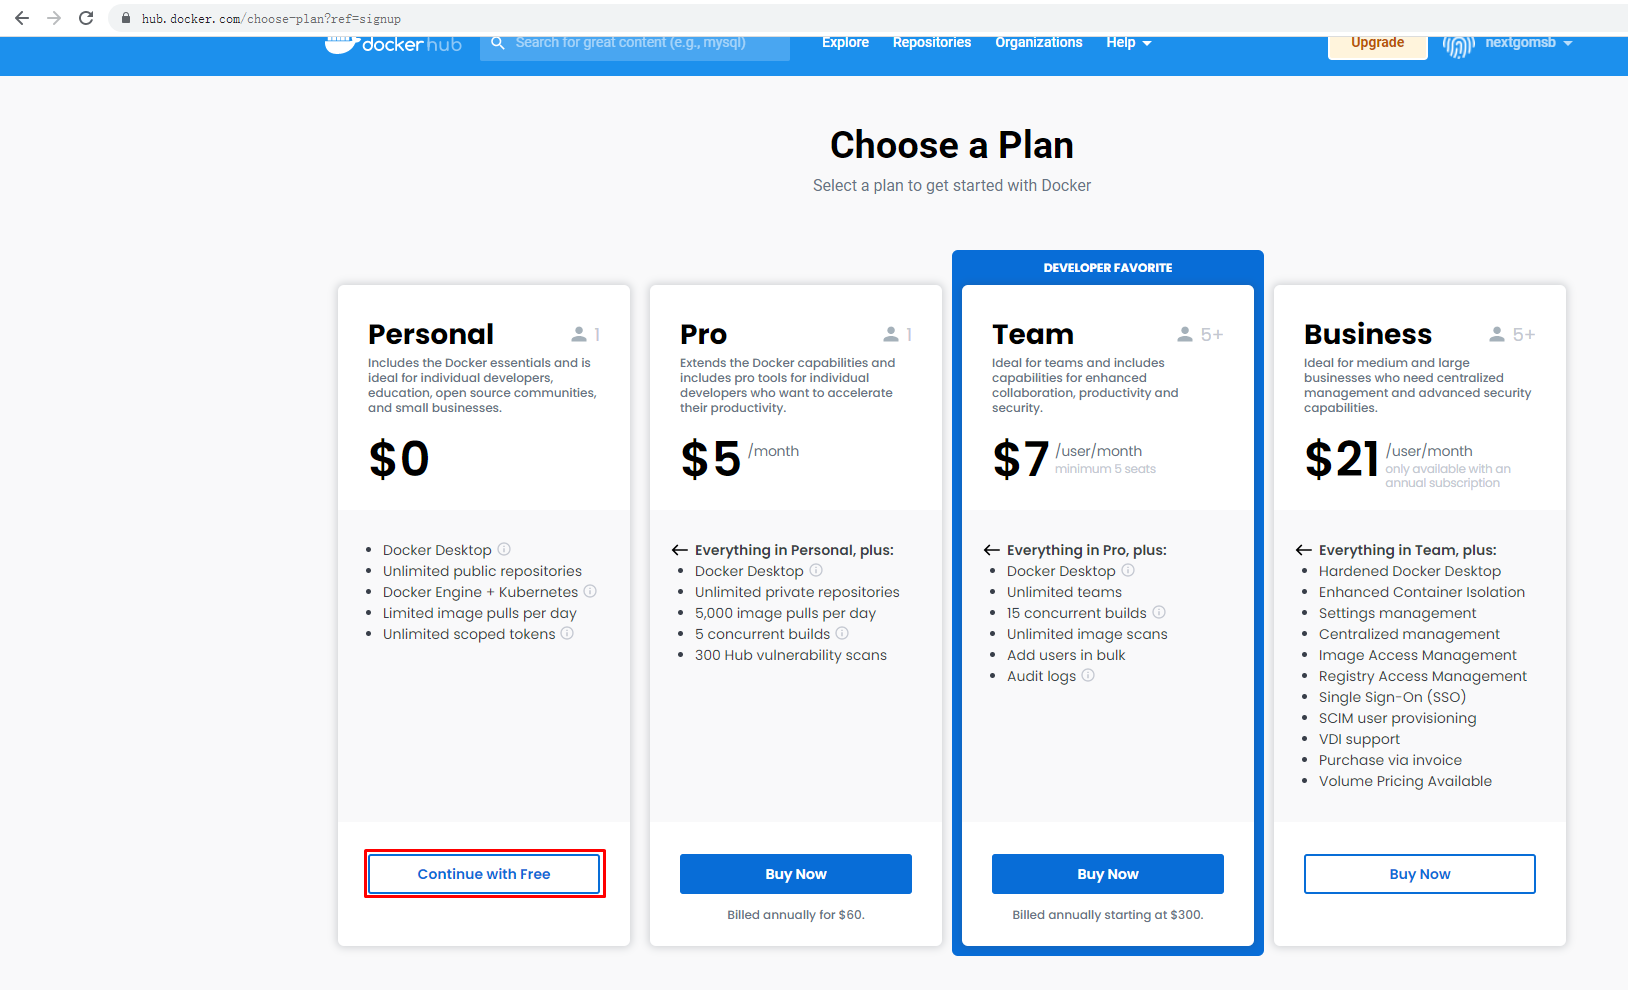 hub.docker.com/choose-plan?ref=signup
docker hub
Search for great content (e.g., mysql)
Explore
Repositories
Organizations
Help
Upgrade
nextgomsb
Choose a Plan
Select a plan to get started with Docker
Personal
1
Includes the Docker essentials and is
ideal for individual developers,
education, open source communities,
and small businesses.
$0
Docker Desktop
Unlimited public repositories
Docker Engine + Kubernetes
Limited image pulls per day
Unlimited scoped tokens
Continue with Free
Pro
1
Extends the Docker capabilities and
includes pro tools for individual
developers who want to accelerate
their productivity.
$5 /month
Everything in Personal, plus:
Docker Desktop
Unlimited private repositories
5,000 image pulls per day
5 concurrent builds
300 Hub vulnerability scans
Buy Now
Billed annually for $60.
DEVELOPER FAVORITE
Team
5+
Ideal for teams and includes
capabilities for enhanced
collaboration, productivity and
security.
$7 /user/month
minimum 5 seats
Everything in Pro, plus:
Docker Desktop
Unlimited teams
15 concurrent builds
Unlimited image scans
Add users in bulk
Audit logs
Buy Now
Billed annually starting at $300.
Business
5+
Ideal for medium and large
businesses who need centralized
management and advanced security
capabilities.
$21 /user/month
only available with an
annual subscription
Everything in Team, plus:
Hardened Docker Desktop
Enhanced Container Isolation
Settings management
Centralized management
Image Access Management
Registry Access Management
Single Sign-On (SSO)
SCIM user provisioning
VDI support
Purchase via invoice
Volume Pricing Available
Buy Now